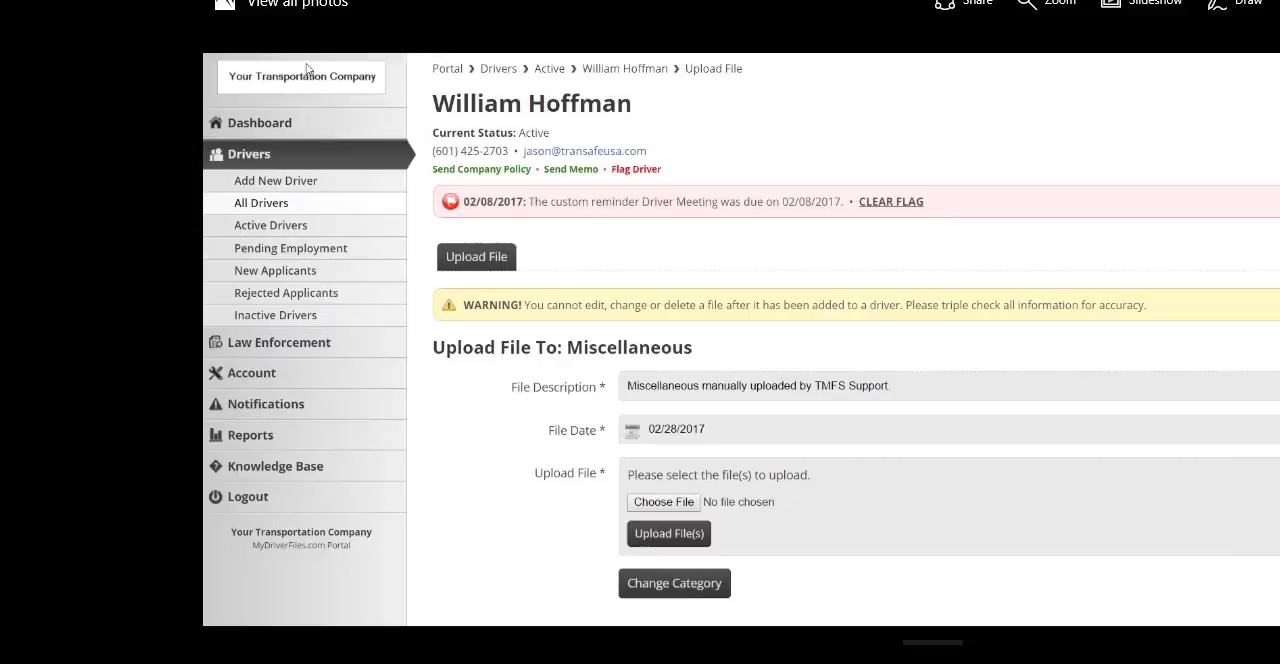 View all photos
Share
Zoom
Slideshow
Draw
Your Transportation Company
Dashboard
Drivers
Add New Driver
All Drivers
Active Drivers
Pending Employment
New Applicants
Rejected Applicants
Inactive Drivers
Law Enforcement
Account
Notifications
Reports
Knowledge Base
Logout
Your Transportation Company
MyDriverFiles.com Portal
Portal ❯ Drivers ❯ Active ❯ William Hoffman ❯ Upload File
William Hoffman
Current Status: Active
(601) 425-2703 • jason@transafeusa.com
Send Company Policy • Send Memo • Flag Driver
02/08/2017: The custom reminder Driver Meeting was due on 02/08/2017. • CLEAR FLAG
Upload File
WARNING! You cannot edit, change or delete a file after it has been added to a driver. Please triple check all information for accuracy.
Upload File To: Miscellaneous
File Description * Miscellaneous manually uploaded by TMFS Support.
File Date * 02/28/2017
Upload File * Please select the file(s) to upload.
Choose File No file chosen
Upload File(s)
Change Category